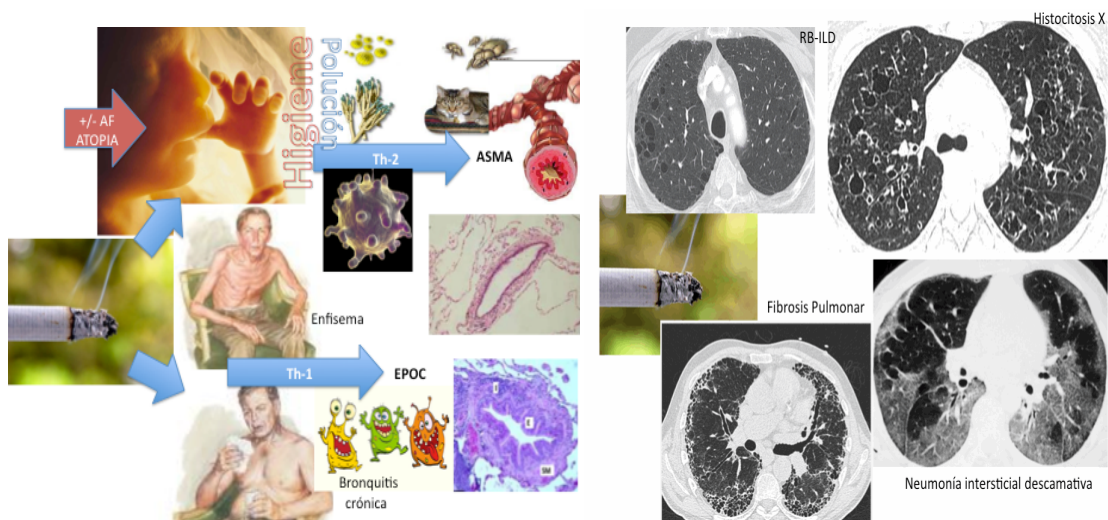 +/- AF
ATOPIA
Higiene
Polución
Th-2
ASMA
Enfisema
Th-1
EPOC
Bronquitis
crónica
E
SM
RB-ILD
Histocitosis X
Fibrosis Pulmonar
Neumonía intersticial descamativa